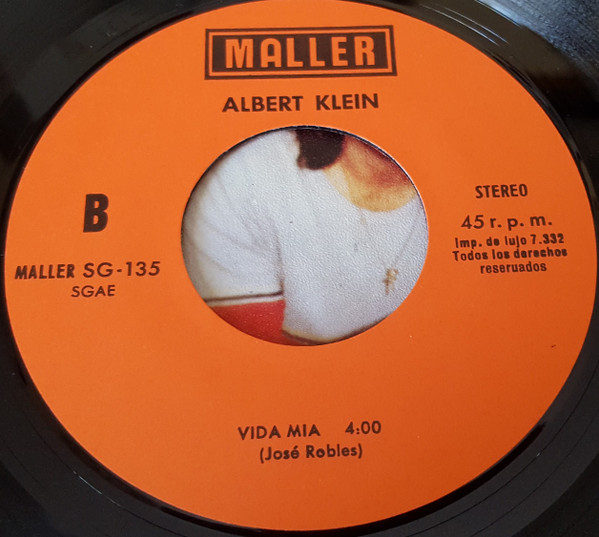 MALLER
ALBERT KLEIN
B
MALLER SG-135
SGAE
STEREO
45 r. p. m.
Imp. de lujo 7.332
Todos los derechos
reservados
VIDA MIA 4:00
(José Robles)